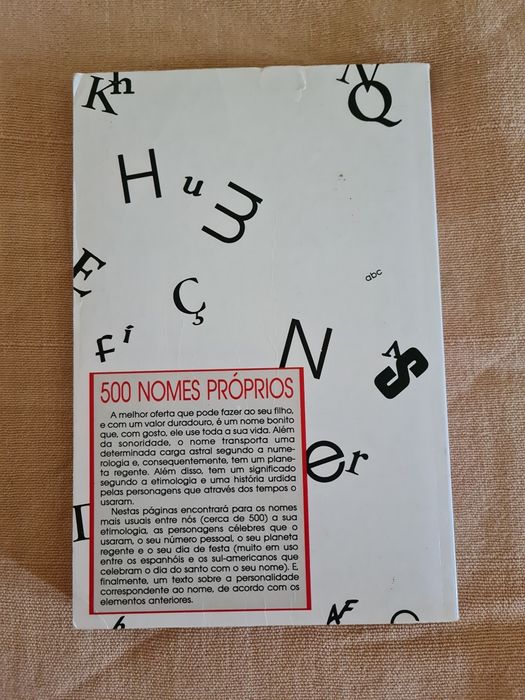 Kh
N
Q
H u m
E
abc
Ç
f i
N
S
500 NOMES PRÓPRIOS
A melhor oferta que pode fazer ao seu filho,
e com um valor duradouro, é um nome bonito
que, com gosto, ele use toda a sua vida. Além
da sonoridade, o nome transporta uma
determinada carga astral segundo a nume-
rologia e, consequentemente, tem um plane-
ta regente. Além disso, tem um significado
segundo a etimologia e uma história urdida
pelas personagens que através dos tempos o
usaram.
Nestas páginas encontrará para os nomes
mais usuais entre nós (cerca de 500) a sua
etimologia, as personagens célebres que o
usaram, o seu número pessoal, o seu planeta
regente e o seu dia de festa (muito em uso
entre os espanhóis e os sul-americanos que
celebram o dia do santo com o seu nome). E,
finalmente, um texto sobre a personalidade
correspondente ao nome, de acordo com os
elementos anteriores.
er
AF